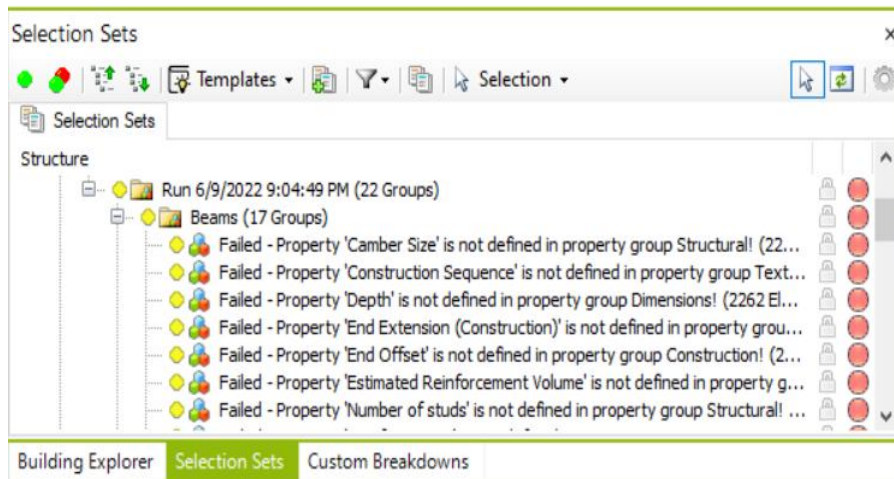 Selection Sets
Templates Selection
Selection Sets
Structure
Run 6/9/2022 9:04:49 PM (22 Groups)
Beams (17 Groups)
Failed - Property 'Camber Size' is not defined in property group Structural! (22...
Failed - Property 'Construction Sequence' is not defined in property group Text...
Failed - Property 'Depth' is not defined in property group Dimensions! (2262 El...
Failed - Property 'End Extension (Construction)' is not defined in property grou...
Failed - Property 'End Offset' is not defined in property group Construction! (2...
Failed - Property 'Estimated Reinforcement Volume' is not defined in property g...
Failed - Property 'Number of studs' is not defined in property group Structural! ...
Building Explorer Selection Sets Custom Breakdowns